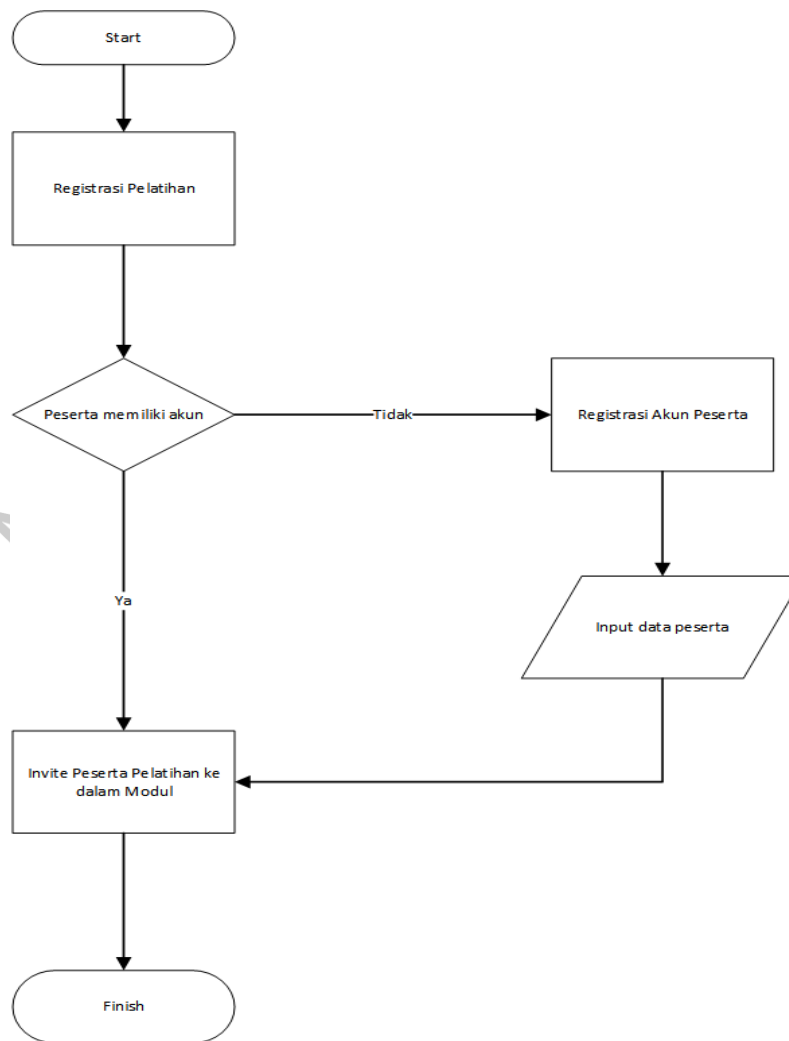 Start
Registrasi Pelatihan
Peserta memiliki akun
Tidak
Registrasi Akun Peserta
Ya
Input data peserta
Invite Peserta Pelatihan ke
dalam Modul
Finish